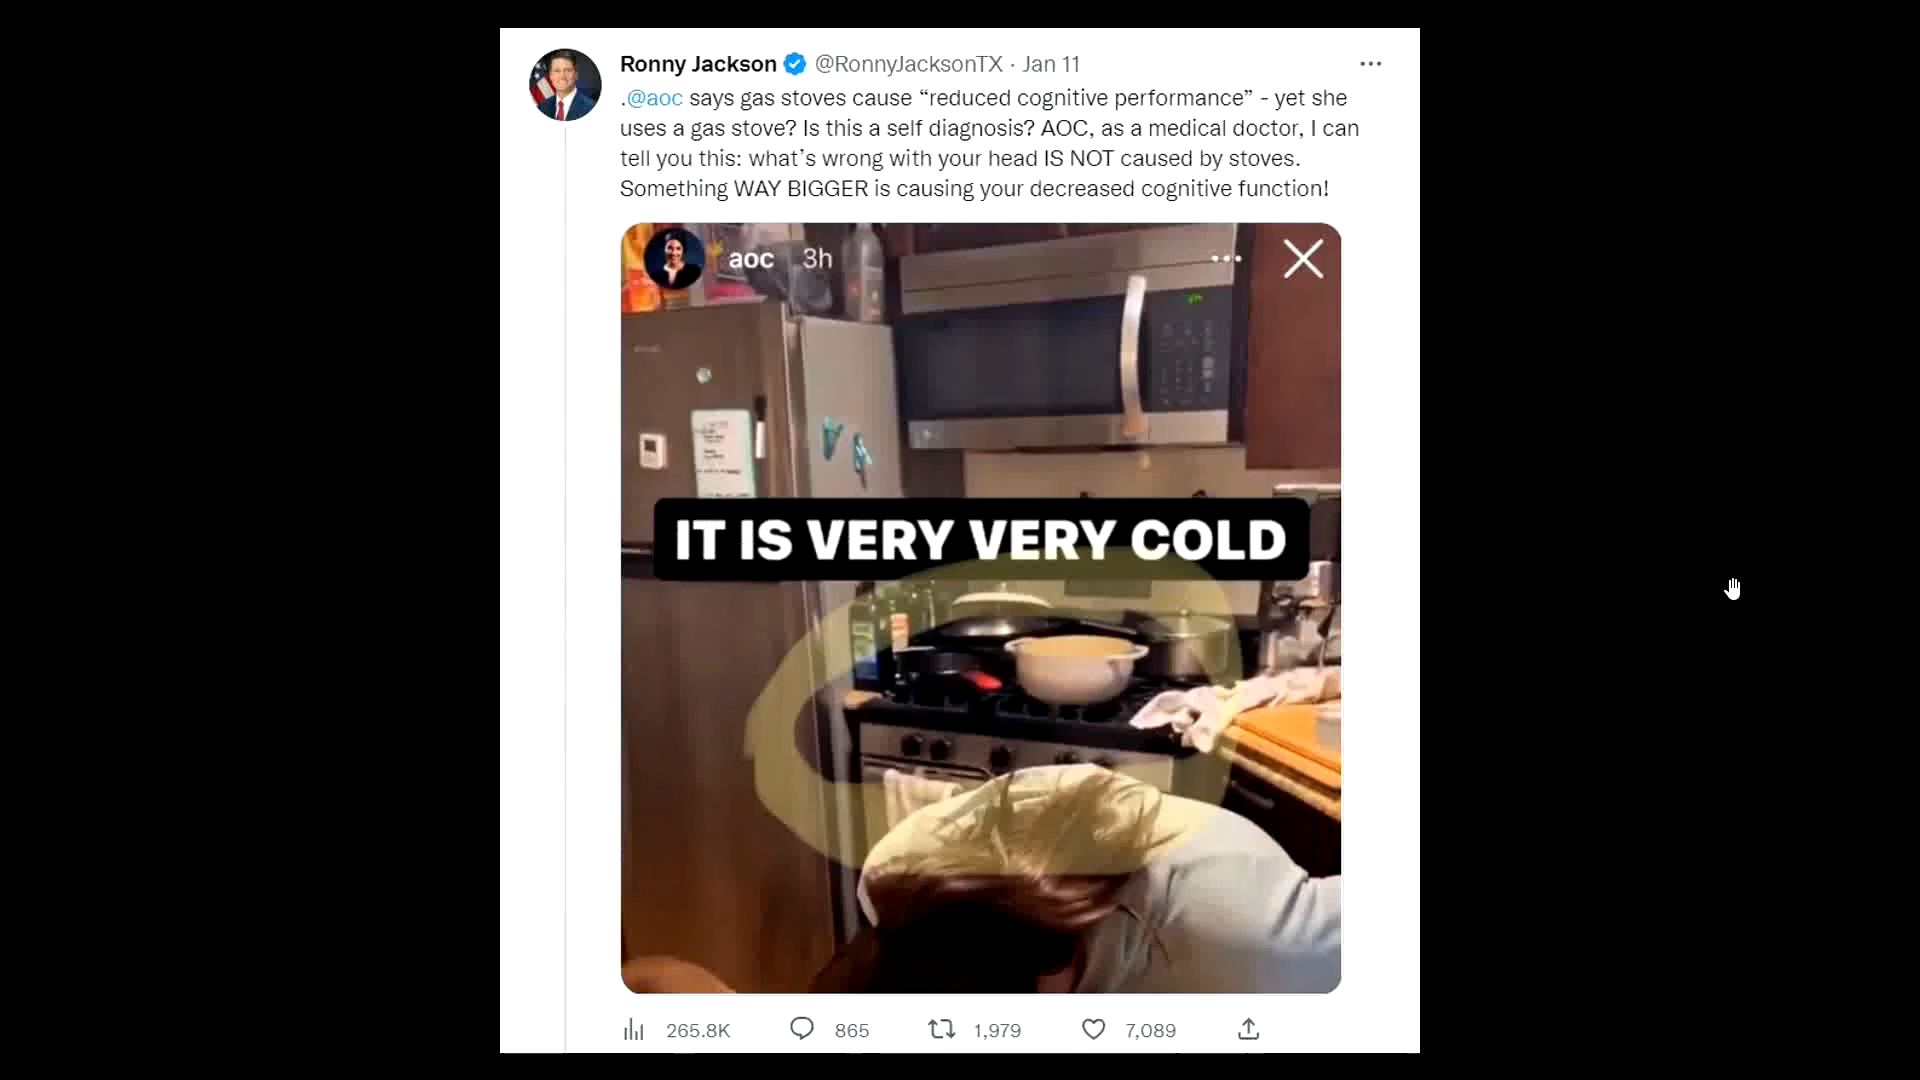 Ronny Jackson @RonnyJacksonTX · Jan 11
.@aoc says gas stoves cause “reduced cognitive performance” - yet she
uses a gas stove? Is this a self diagnosis? AOC, as a medical doctor, I can
tell you this: what’s wrong with your head IS NOT caused by stoves.
Something WAY BIGGER is causing your decreased cognitive function!
aoc 3h
IT IS VERY VERY COLD
265.8K 865 1,979 7,089